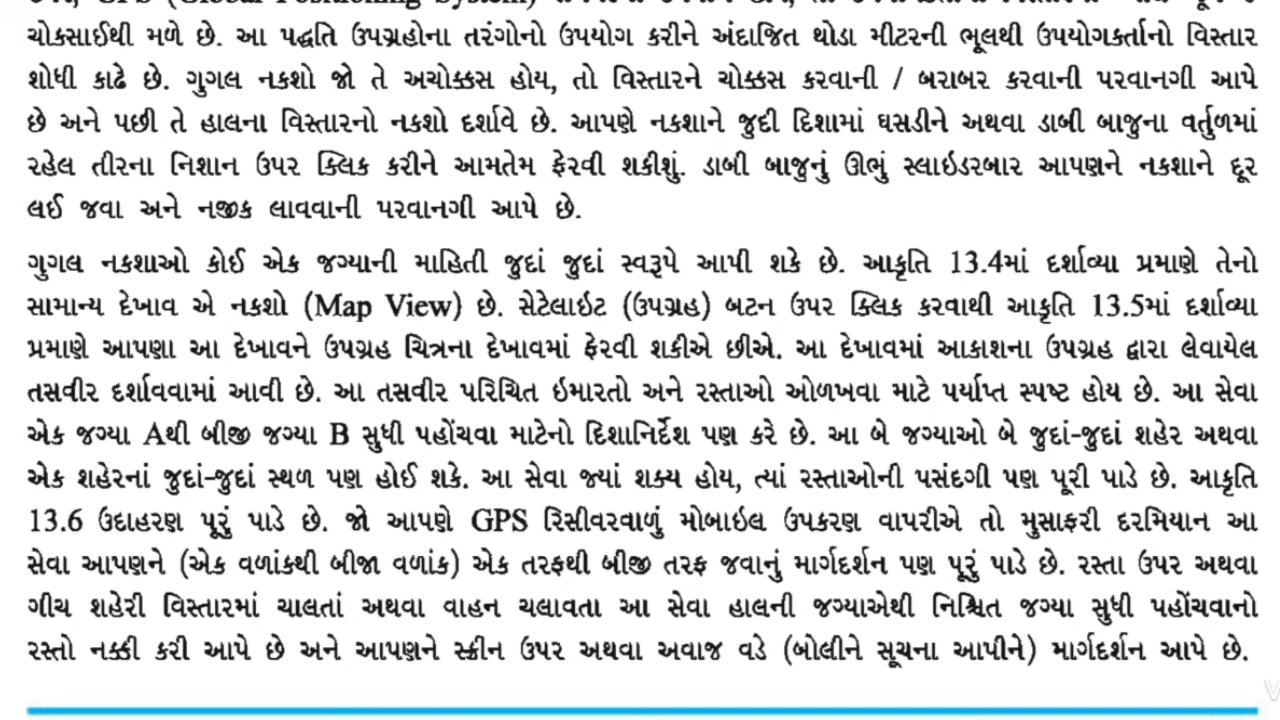 GPS (Global Positioning System)
ચોકસાઈથી મળે છે. આ પદ્ધતિ ઉપગ્રહોના તરંગોનો ઉપયોગ કરીને અંદાજિત થોડા મીટરની ભૂલથી ઉપયોગકર્તાનો વિસ્તાર
શોધી કાઢે છે. ગુગલ નકશો જો તે અચોક્કસ હોય, તો વિસ્તારને ચોક્કસ કરવાની / બરાબર કરવાની પરવાનગી આપે
છે અને પછી તે હાલના વિસ્તારનો નકશો દર્શાવે છે. આપણે નકશાને જુદી દિશામાં ઘસડીને અથવા ડાબી બાજુના વર્તુળમાં
રહેલ તીરના નિશાન ઉપર ક્લિક કરીને આમતેમ ફેરવી શકીશું. ડાબી બાજુનું ઊભું સ્લાઇડરબાર આપણને નકશાને દૂર
લઈ જવા અને નજીક લાવવાની પરવાનગી આપે છે.
ગુગલ નકશાઓ કોઈ એક જગ્યાની માહિતી જુદાં જુદાં સ્વરૂપે આપી શકે છે. આકૃતિ 13.4માં દર્શાવ્યા પ્રમાણે તેનો
સામાન્ય દેખાવ એ નકશો (Map View) છે. સેટેલાઇટ (ઉપગ્રહ) બટન ઉપર ક્લિક કરવાથી આકૃતિ 13.5માં દર્શાવ્યા
પ્રમાણે આપણા આ દેખાવને ઉપગ્રહ ચિત્રના દેખાવમાં ફેરવી શકીએ છીએ. આ દેખાવમાં આકાશના ઉપગ્રહ દ્વારા લેવાયેલ
તસવીર દર્શાવવામાં આવી છે. આ તસવીર પરિચિત ઇમારતો અને રસ્તાઓ ઓળખવા માટે પર્યાપ્ત સ્પષ્ટ હોય છે. આ સેવા
એક જગ્યા Aથી બીજી જગ્યા B સુધી પહોંચવા માટેનો દિશાનિર્દેશ પણ કરે છે. આ બે જગ્યાઓ બે જુદાં-જુદાં શહેર અથવા
એક શહેરનાં જુદાં-જુદાં સ્થળ પણ હોઈ શકે. આ સેવા જ્યાં શક્ય હોય, ત્યાં રસ્તાઓની પસંદગી પણ પૂરી પાડે છે. આકૃતિ
13.6 ઉદાહરણ પૂરું પાડે છે. જો આપણે GPS રિસીવરવાળું મોબાઇલ ઉપકરણ વાપરીએ તો મુસાફરી દરમિયાન આ
સેવા આપણને (એક વળાંકથી બીજા વળાંક) એક તરફથી બીજી તરફ જવાનું માર્ગદર્શન પણ પૂરું પાડે છે. રસ્તા ઉપર અથવા
ગીચ શહેરી વિસ્તારમાં ચાલતાં અથવા વાહન ચલાવતા આ સેવા હાલની જગ્યાએથી નિશ્ચિત જગ્યા સુધી પહોંચવાનો
રસ્તો નક્કી કરી આપે છે અને આપણને સ્ક્રીન ઉપર અથવા અવાજ વડે (બોલીને સૂચના આપીને) માર્ગદર્શન આપે છે.